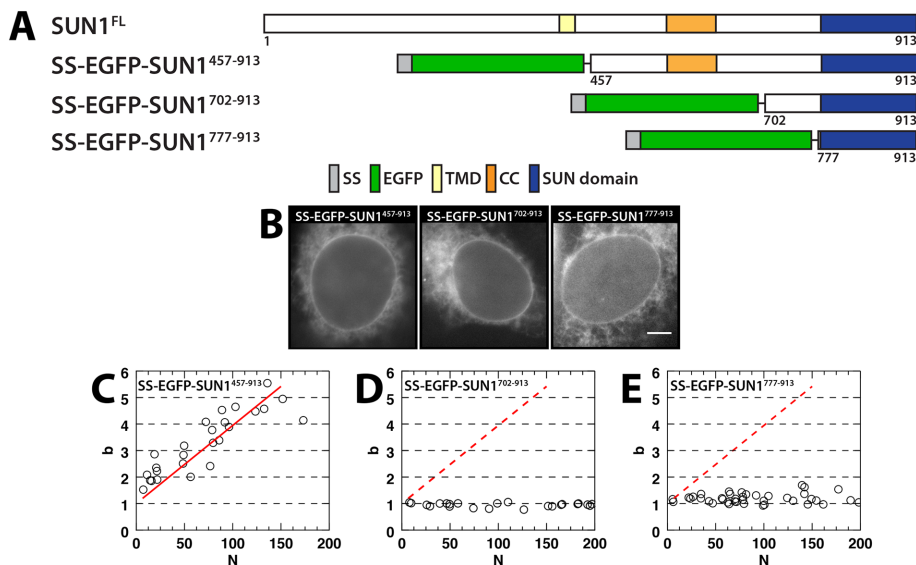 A
SUN1FL
1 913
SS-EGFP-SUN1457-913
457 913
SS-EGFP-SUN1702-913
702 913
SS-EGFP-SUN1777-913
777 913
SS EGFP TMD CC SUN domain
B
SS-EGFP-SUN1457-913 SS-EGFP-SUN1702-913 SS-EGFP-SUN1777-913
C
SS-EGFP-SUN1457-913
6
5
4
3
2
1
0
b
0 50 100 150 200
N
D
SS-EGFP-SUN1702-913
6
5
4
3
2
1
0
b
0 50 100 150 200
N
E
SS-EGFP-SUN1777-913
6
5
4
3
2
1
0
b
0 50 100 150 200
N